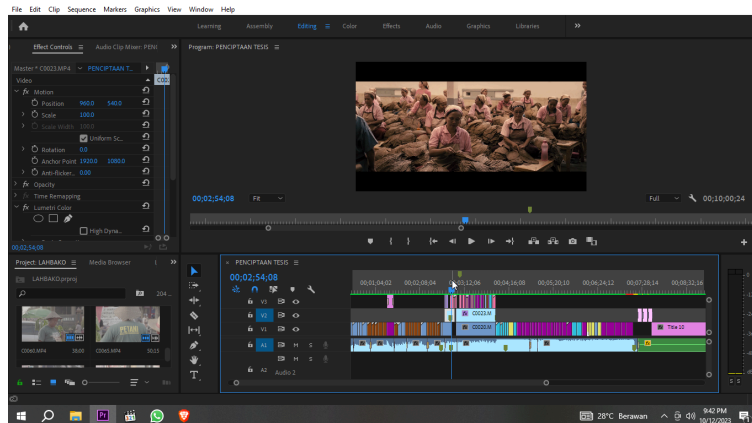 File Edit Clip Sequence Markers Graphics View Window Help
Learning Assembly Editing Color Effects Audio Graphics Libraries
Effect Controls Audio Clip Mixer: PENI
Program: PENCIPTAAN TESIS
Master * C0023.MP4 PENCIPTAAN T...
Video
fx Motion
Position 960.0 540.0
Scale 100.0
Scale Width 100.0
Uniform Sc...
Rotation 0.0
Anchor Point 1920.0 1080.0
Anti-flicker... 0.00
fx Opacity
Time Remapping
fx Lumetri Color
High Dyna...
00;02;54;08
00;02;54;08 Fit Full 00;10;00;24
Project: LAHBAKO Media Browser
LAHBAKO.prproj
204 ...
C0060.MP4 C0065.MP4 50;15
PENCIPTAAN TESIS
00;02;54;08
00;01;04;02 00;02;08;04 00;03;12;06 00;04;16;08 00;05;20;10 00;06;24;12 00;07;28;14 00;08;32;16
V3
V2 C0023.M
V1 C0023.M Title 10
A1 M S
M S
A2 Audio 2
S S
Pr
28°C Berawan 9:42 PM
10/12/2023